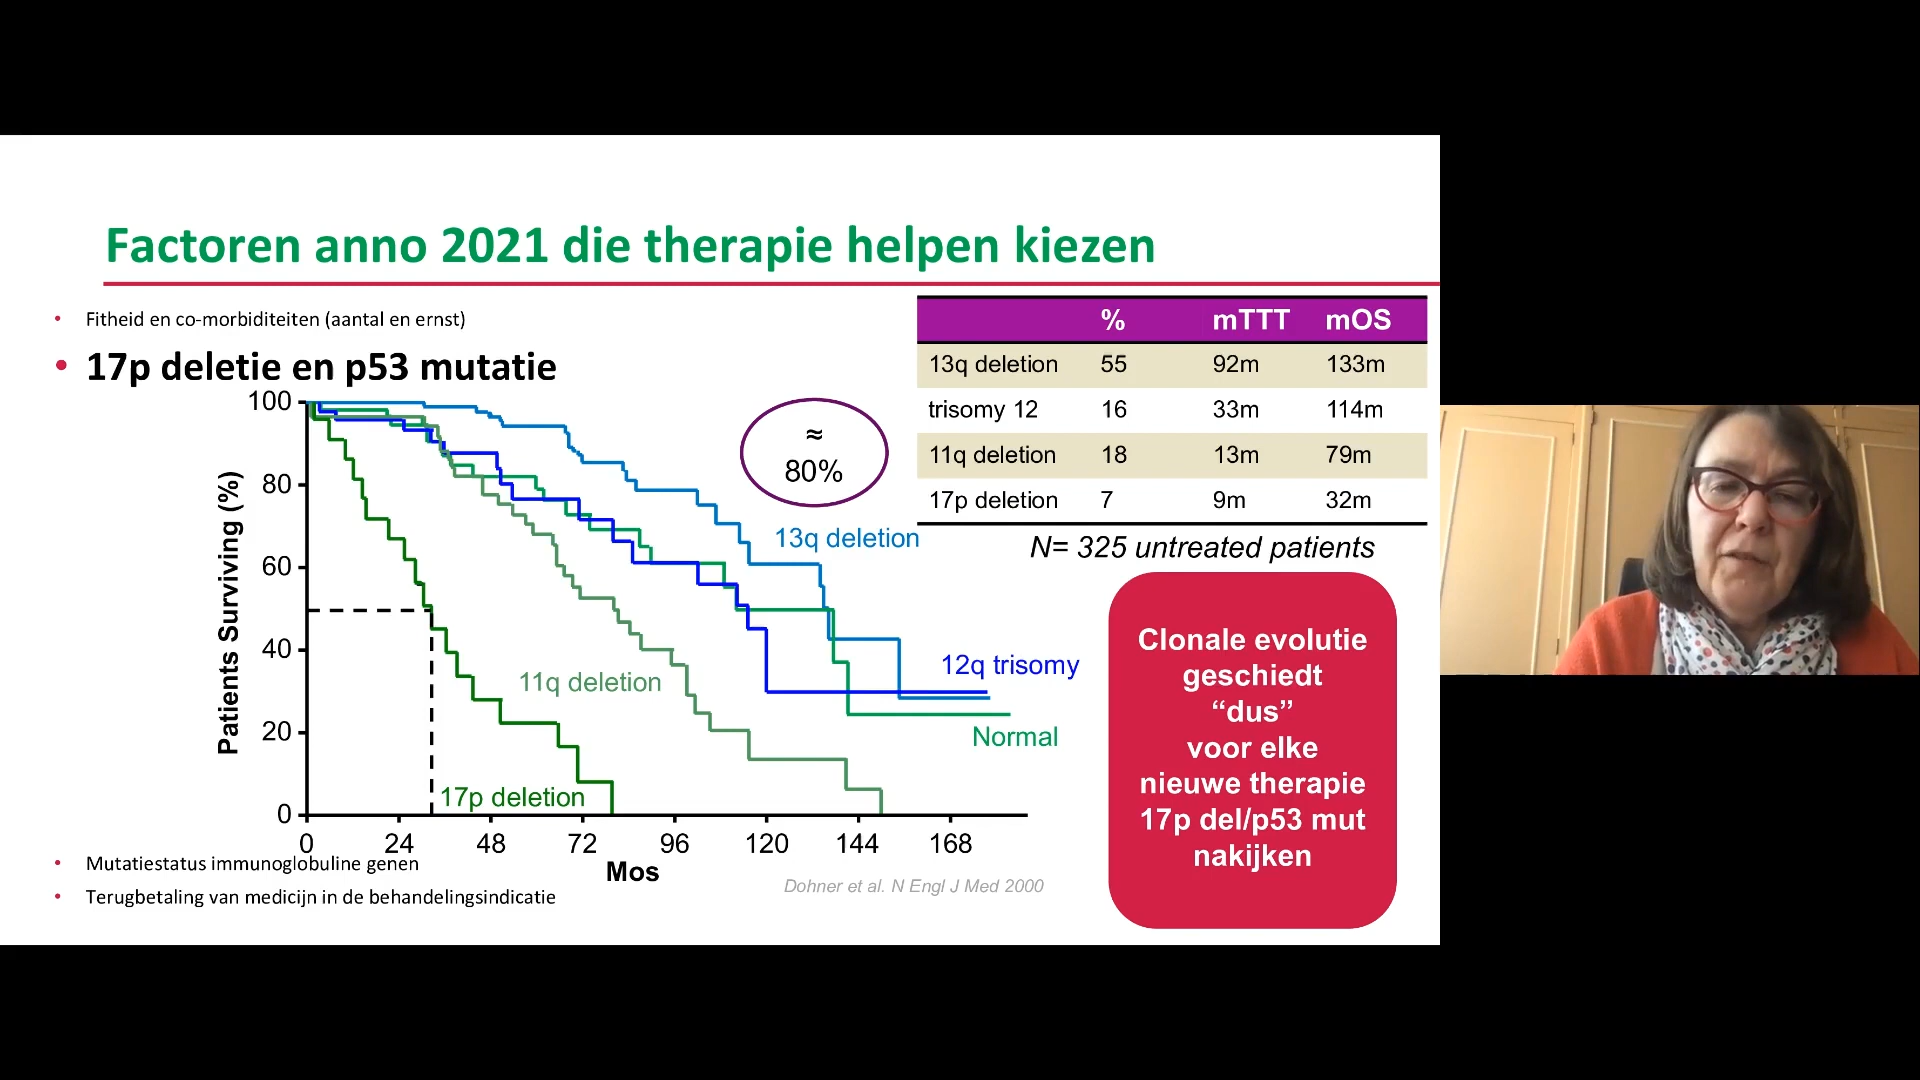 Factoren anno 2021 die therapie helpen kiezen
• Fitheid en co-morbiditeiten (aantal en ernst)
• 17p deletie en p53 mutatie
% mTTT mOS
13q deletion 55 92m 133m
trisomy 12 16 33m 114m
11q deletion 18 13m 79m
17p deletion 7 9m 32m
N= 325 untreated patients
≈
80%
Patients Surviving (%)
100
80
60
40
20
0
13q deletion
12q trisomy
11q deletion
Normal
17p deletion
0 24 48 72 96 120 144 168
Mos
Dohner et al. N Engl J Med 2000
• Mutatiestatus immunoglobuline genen
• Terugbetaling van medicijn in de behandelingsindicatie
Clonale evolutie
geschiedt
“dus”
voor elke
nieuwe therapie
17p del/p53 mut
nakijken